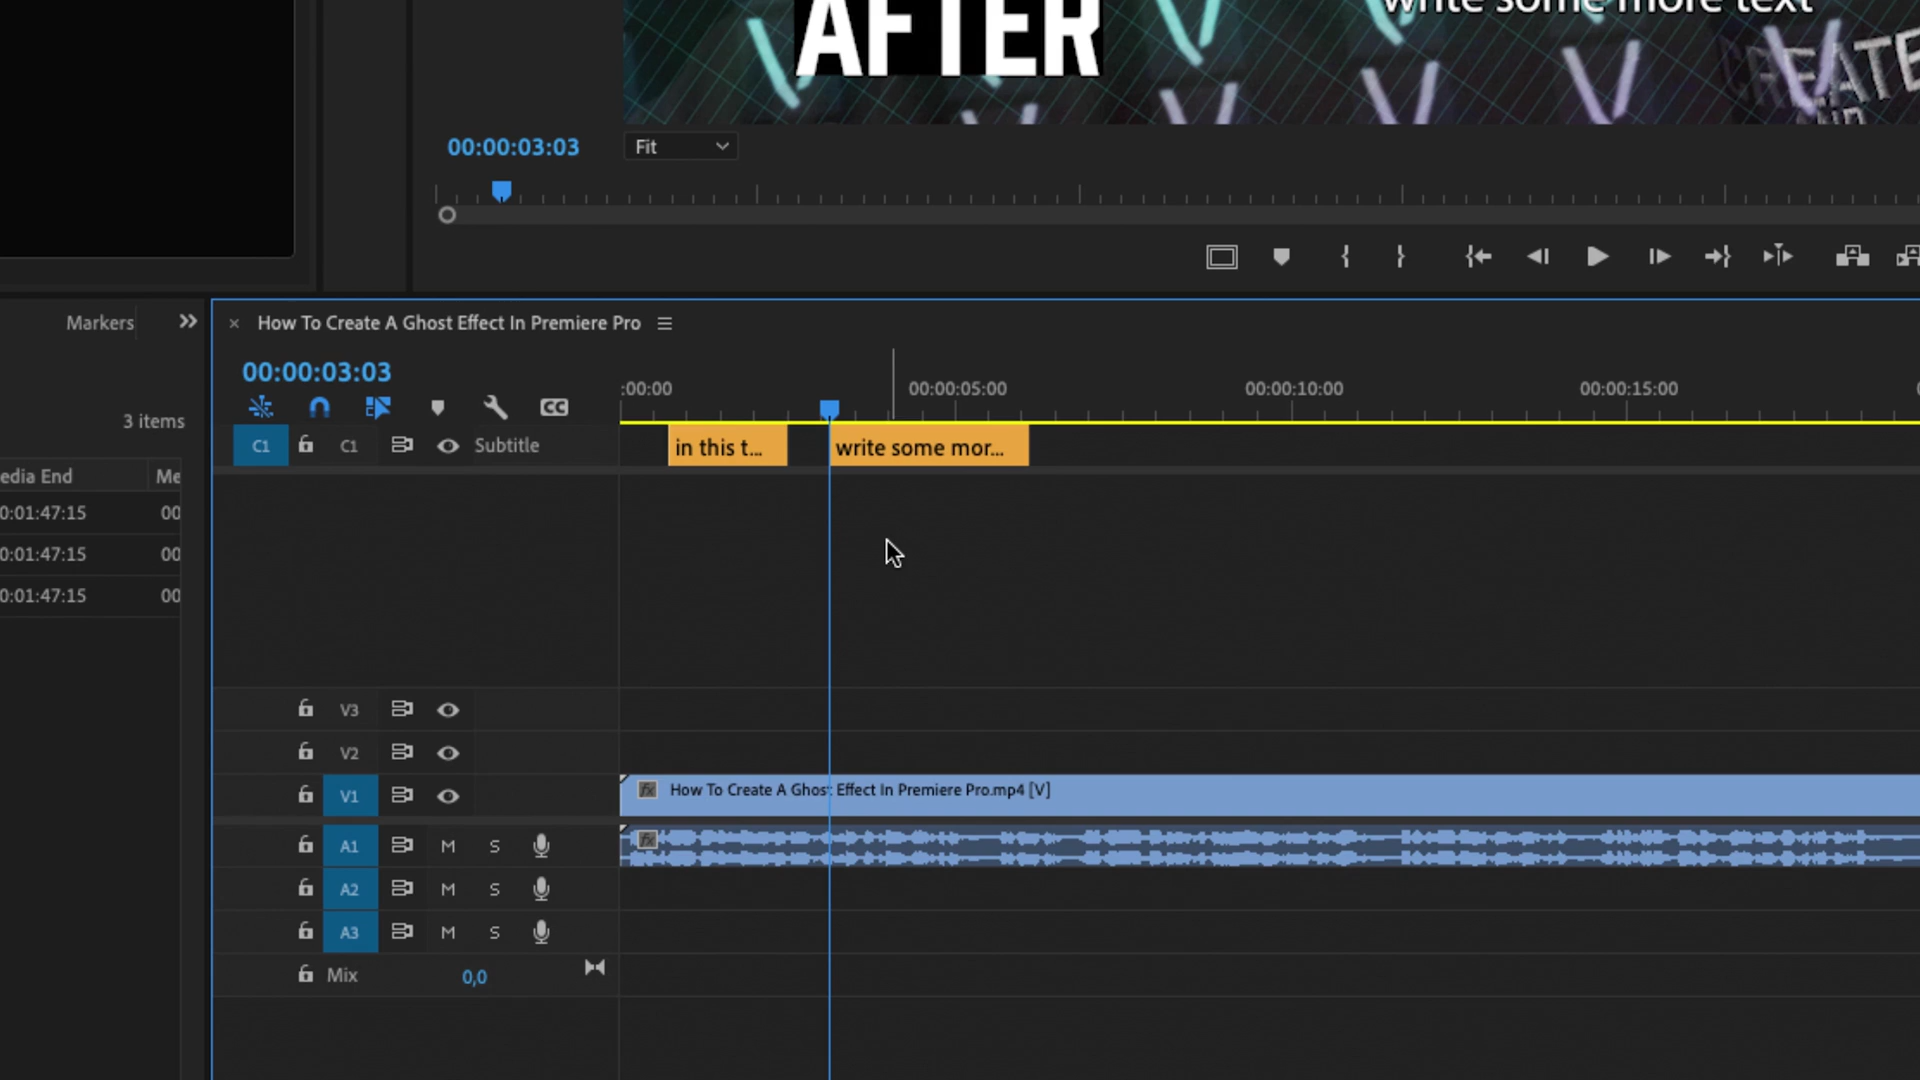 AFTER
write some more text
CREATE
AND
00:00:03:03
Fit
Markers
How To Create A Ghost Effect In Premiere Pro
00:00:03:03
:00:00
00:00:05:00
00:00:10:00
00:00:15:00
3 items
C1 C1 Subtitle
in this t...
write some mor...
edia End Me
0:01:47:15 00
0:01:47:15 00
0:01:47:15 00
V3
V2
V1
fx How To Create A Ghost Effect In Premiere Pro.mp4 [V]
A1 M S fx
A2 M S
A3 M S
Mix 0,0